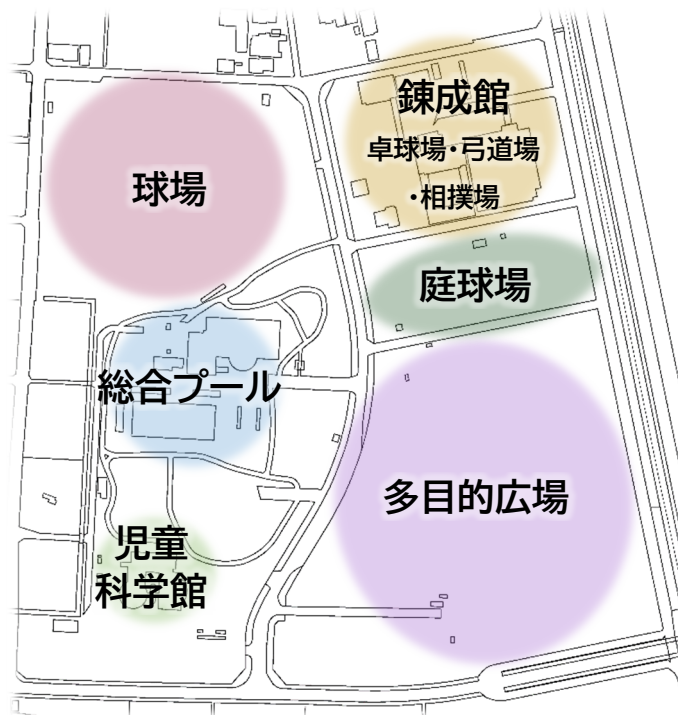 錬成館
卓球場・弓道場
・相撲場
球場
庭球場
総合プール
多目的広場
児童
科学館